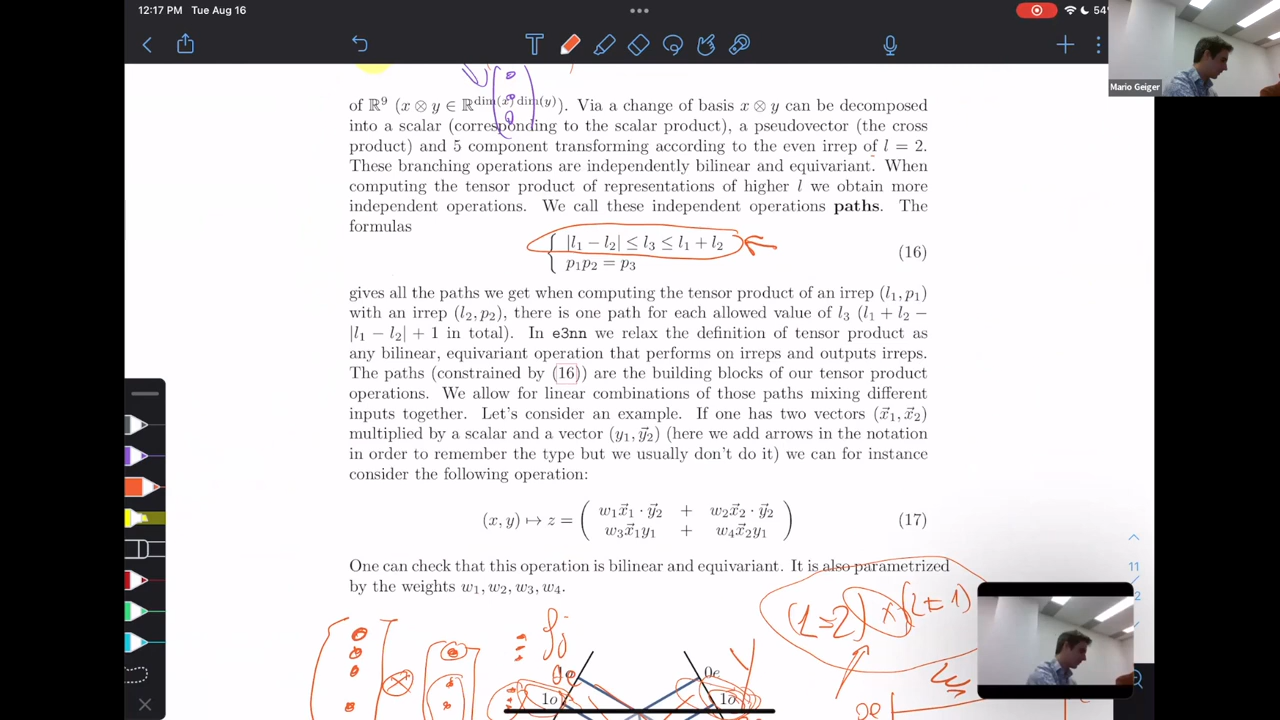 12:17 PM Tue Aug 16
54
Mario Geiger
of ℝ⁹ (x ⊗ y ∈ ℝ^{dim(x) dim(y)}). Via a change of basis x ⊗ y can be decomposed
into a scalar (corresponding to the scalar product), a pseudovector (the cross
product) and 5 component transforming according to the even irrep of l = 2.
These branching operations are independently bilinear and equivariant. When
computing the tensor product of representations of higher l we obtain more
independent operations. We call these independent operations paths. The
formulas
|l₁ − l₂| ≤ l₃ ≤ l₁ + l₂
p₁p₂ = p₃
(16)
gives all the paths we get when computing the tensor product of an irrep (l₁, p₁)
with an irrep (l₂, p₂), there is one path for each allowed value of l₃ (l₁ + l₂ −
|l₁ − l₂| + 1 in total). In e3nn we relax the definition of tensor product as
any bilinear, equivariant operation that performs on irreps and outputs irreps.
The paths (constrained by (16)) are the building blocks of our tensor product
operations. We allow for linear combinations of those paths mixing different
inputs together. Let's consider an example. If one has two vectors (x⃗₁, x⃗₂)
multiplied by a scalar and a vector (y₁, y⃗₂) (here we add arrows in the notation
in order to remember the type but we usually don't do it) we can for instance
consider the following operation:
(x, y) ↦ z = ( w₁x⃗₁ · y⃗₂ + w₂x⃗₂ · y⃗₂
w₃x⃗₁y₁ + w₄x⃗₂y₁ ) (17)
One can check that this operation is bilinear and equivariant. It is also parametrized
by the weights w₁, w₂, w₃, w₄.
11
2
(l=2) × (l=1)
⊗
0e
0e
1o
1o
0e